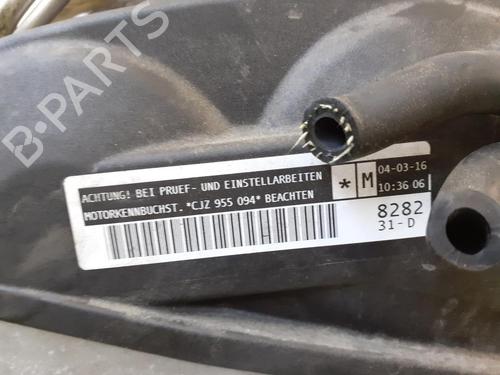 B-PARTS
ACHTUNG! BEI PRUEF- UND EINSTELLARBEITEN
MOTORKENNBUCHST. *CJZ 955 094* BEACHTEN
* M 04-03-16
10:36 06
8282
31-D